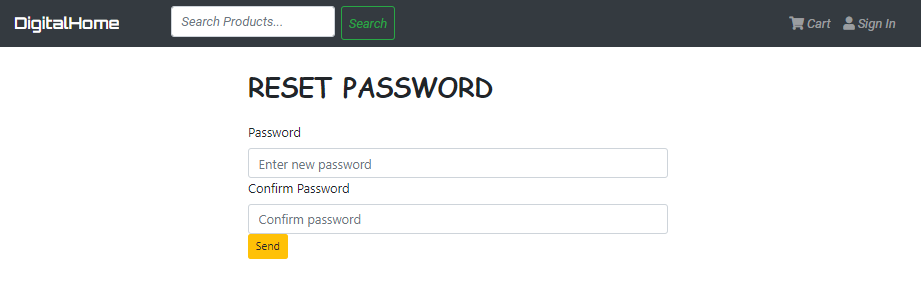 DigitalHome Search Products... Search Cart Sign In
RESET PASSWORD
Password
Enter new password
Confirm Password
Confirm password
Send